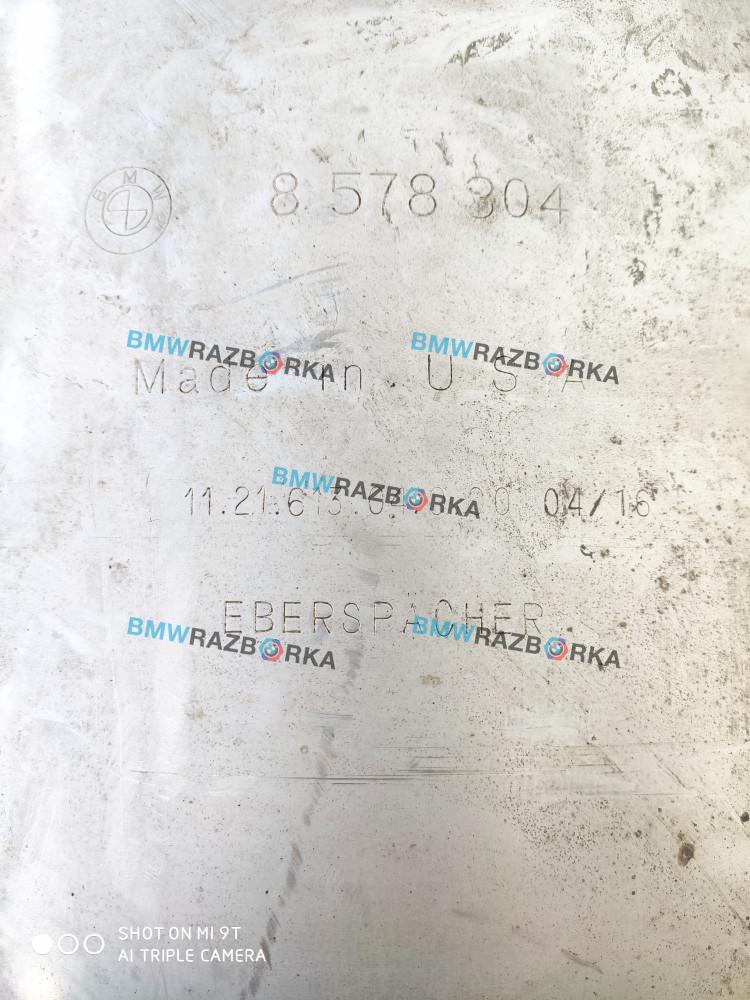 BMW
8 578 304
BMWRAZBORKA BMWRAZBORKA
Made in U S A
BMWRAZBORKA
04/16
EBERSPÄCHER
BMWRAZBORKA BMWRAZBORKA
SHOT ON MI 9T
AI TRIPLE CAMERA